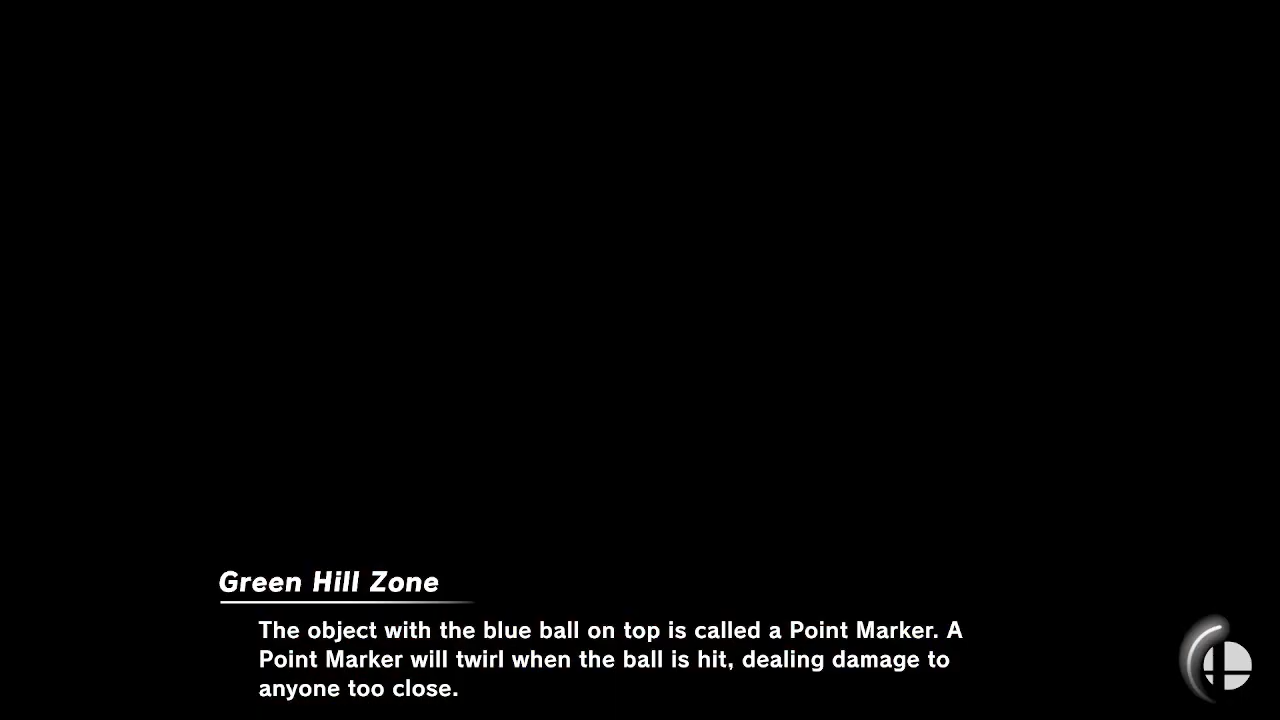 Green Hill Zone
The object with the blue ball on top is called a Point Marker. A
Point Marker will twirl when the ball is hit, dealing damage to
anyone too close.